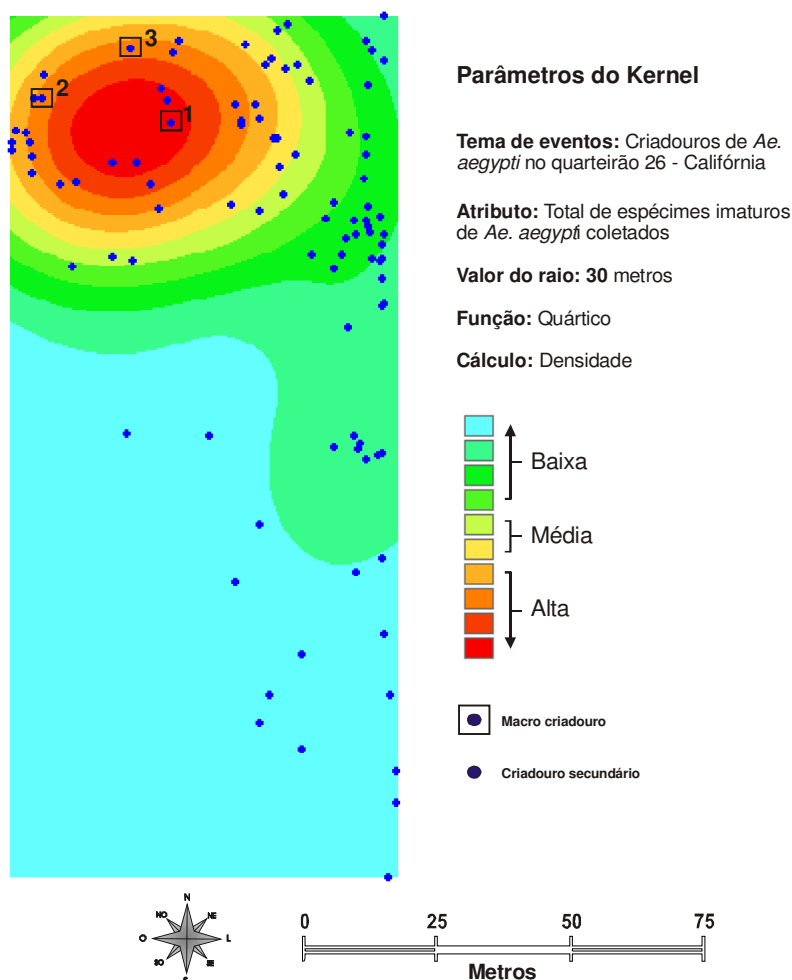 3
2
1
Parâmetros do Kernel
Tema de eventos: Criadouros de Ae.
aegypti no quarteirão 26 - Califórnia
Atributo: Total de espécimes imaturos
de Ae. aegypti coletados
Valor do raio: 30 metros
Função: Quártico
Cálculo: Densidade
Baixa
Média
Alta
Macro criadouro
Criadouro secundário
N
NO
NE
O
L
SO
SE
S
0
25
50
75
Metros